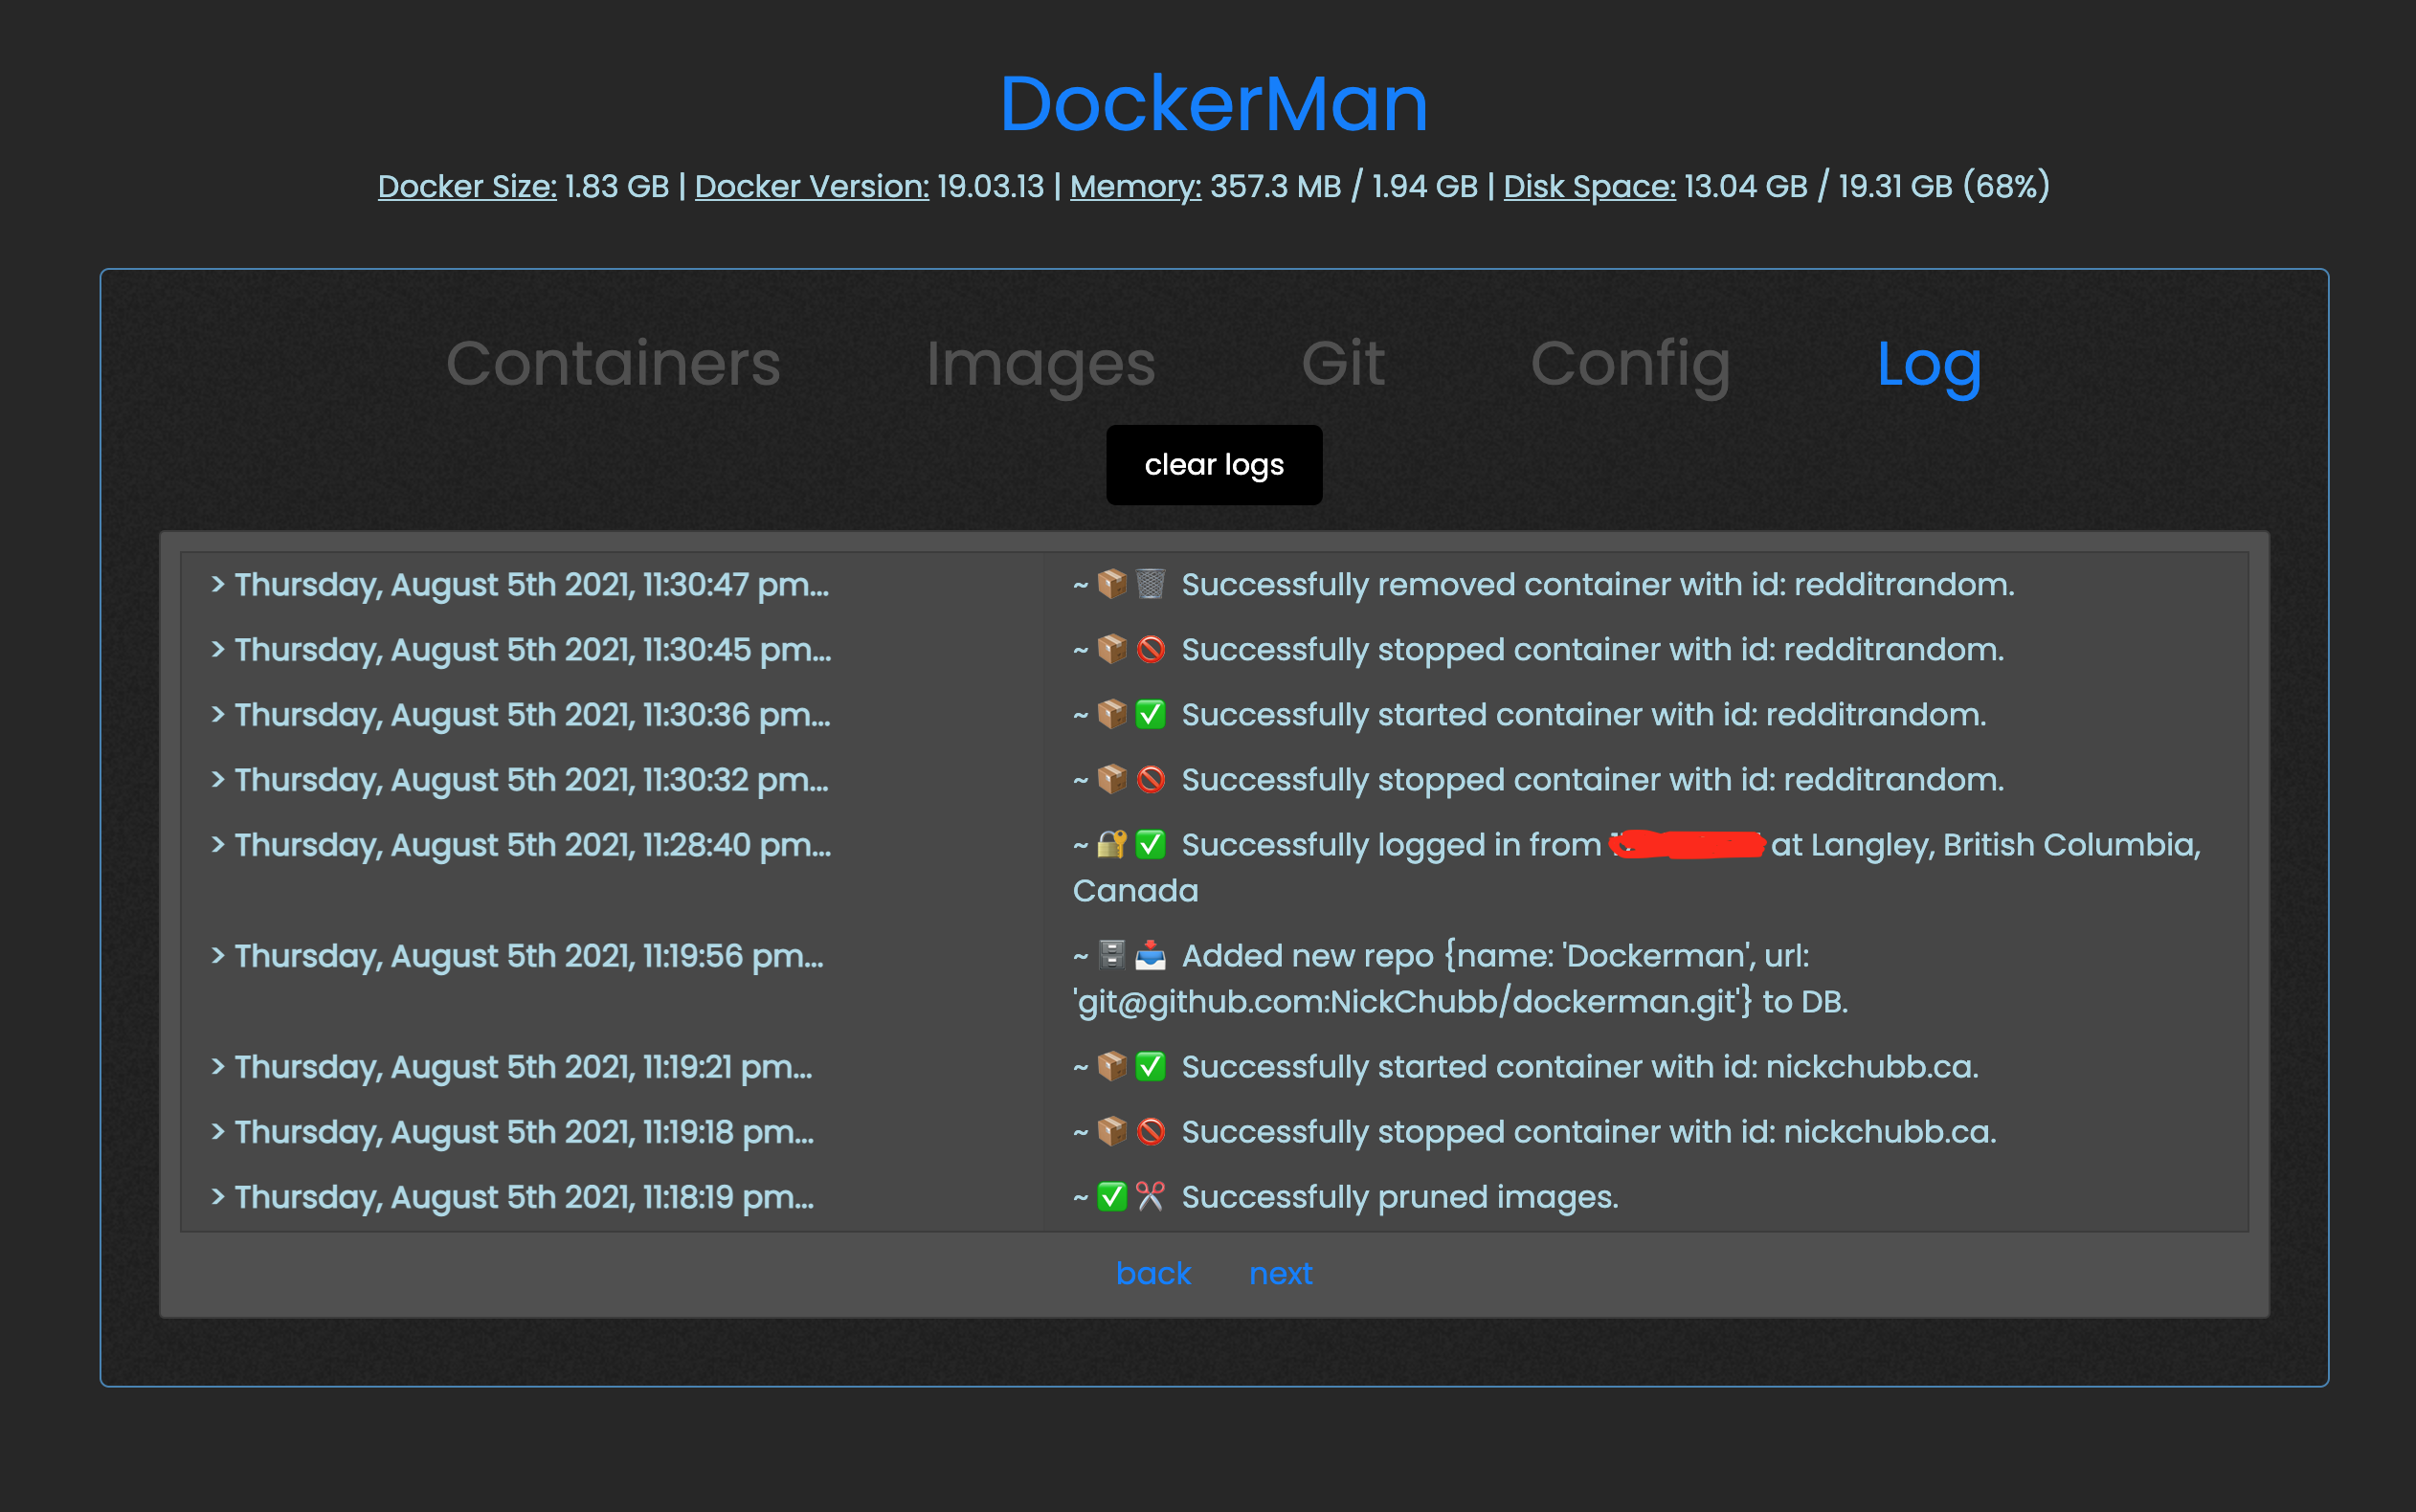 DockerMan
Docker Size: 1.83 GB | Docker Version: 19.03.13 | Memory: 357.3 MB / 1.94 GB | Disk Space: 13.04 GB / 19.31 GB (68%)
Containers Images Git Config Log
clear logs
> Thursday, August 5th 2021, 11:30:47 pm... ~ 📦🗑️ Successfully removed container with id: redditrandom.
> Thursday, August 5th 2021, 11:30:45 pm... ~ 📦🚫 Successfully stopped container with id: redditrandom.
> Thursday, August 5th 2021, 11:30:36 pm... ~ 📦✅ Successfully started container with id: redditrandom.
> Thursday, August 5th 2021, 11:30:32 pm... ~ 📦🚫 Successfully stopped container with id: redditrandom.
> Thursday, August 5th 2021, 11:28:40 pm... ~ 🔐✅ Successfully logged in from at Langley, British Columbia,
Canada
> Thursday, August 5th 2021, 11:19:56 pm... ~ 🗄️📥 Added new repo {name: 'Dockerman', url:
'git@github.com:NickChubb/dockerman.git'} to DB.
> Thursday, August 5th 2021, 11:19:21 pm... ~ 📦✅ Successfully started container with id: nickchubb.ca.
> Thursday, August 5th 2021, 11:19:18 pm... ~ 📦🚫 Successfully stopped container with id: nickchubb.ca.
> Thursday, August 5th 2021, 11:18:19 pm... ~ ✅✂️ Successfully pruned images.
back next